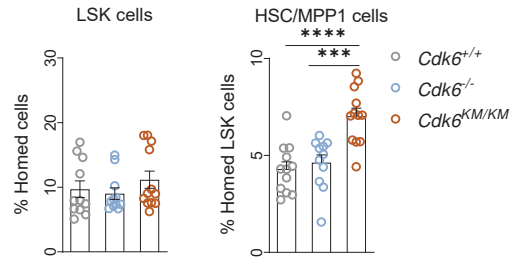 LSK cells
HSC/MPP1 cells
% Homed cells
30
20
10
0
% Homed LSK cells
10
5
0
****
***
Cdk6+/+
Cdk6-/-
Cdk6KM/KM